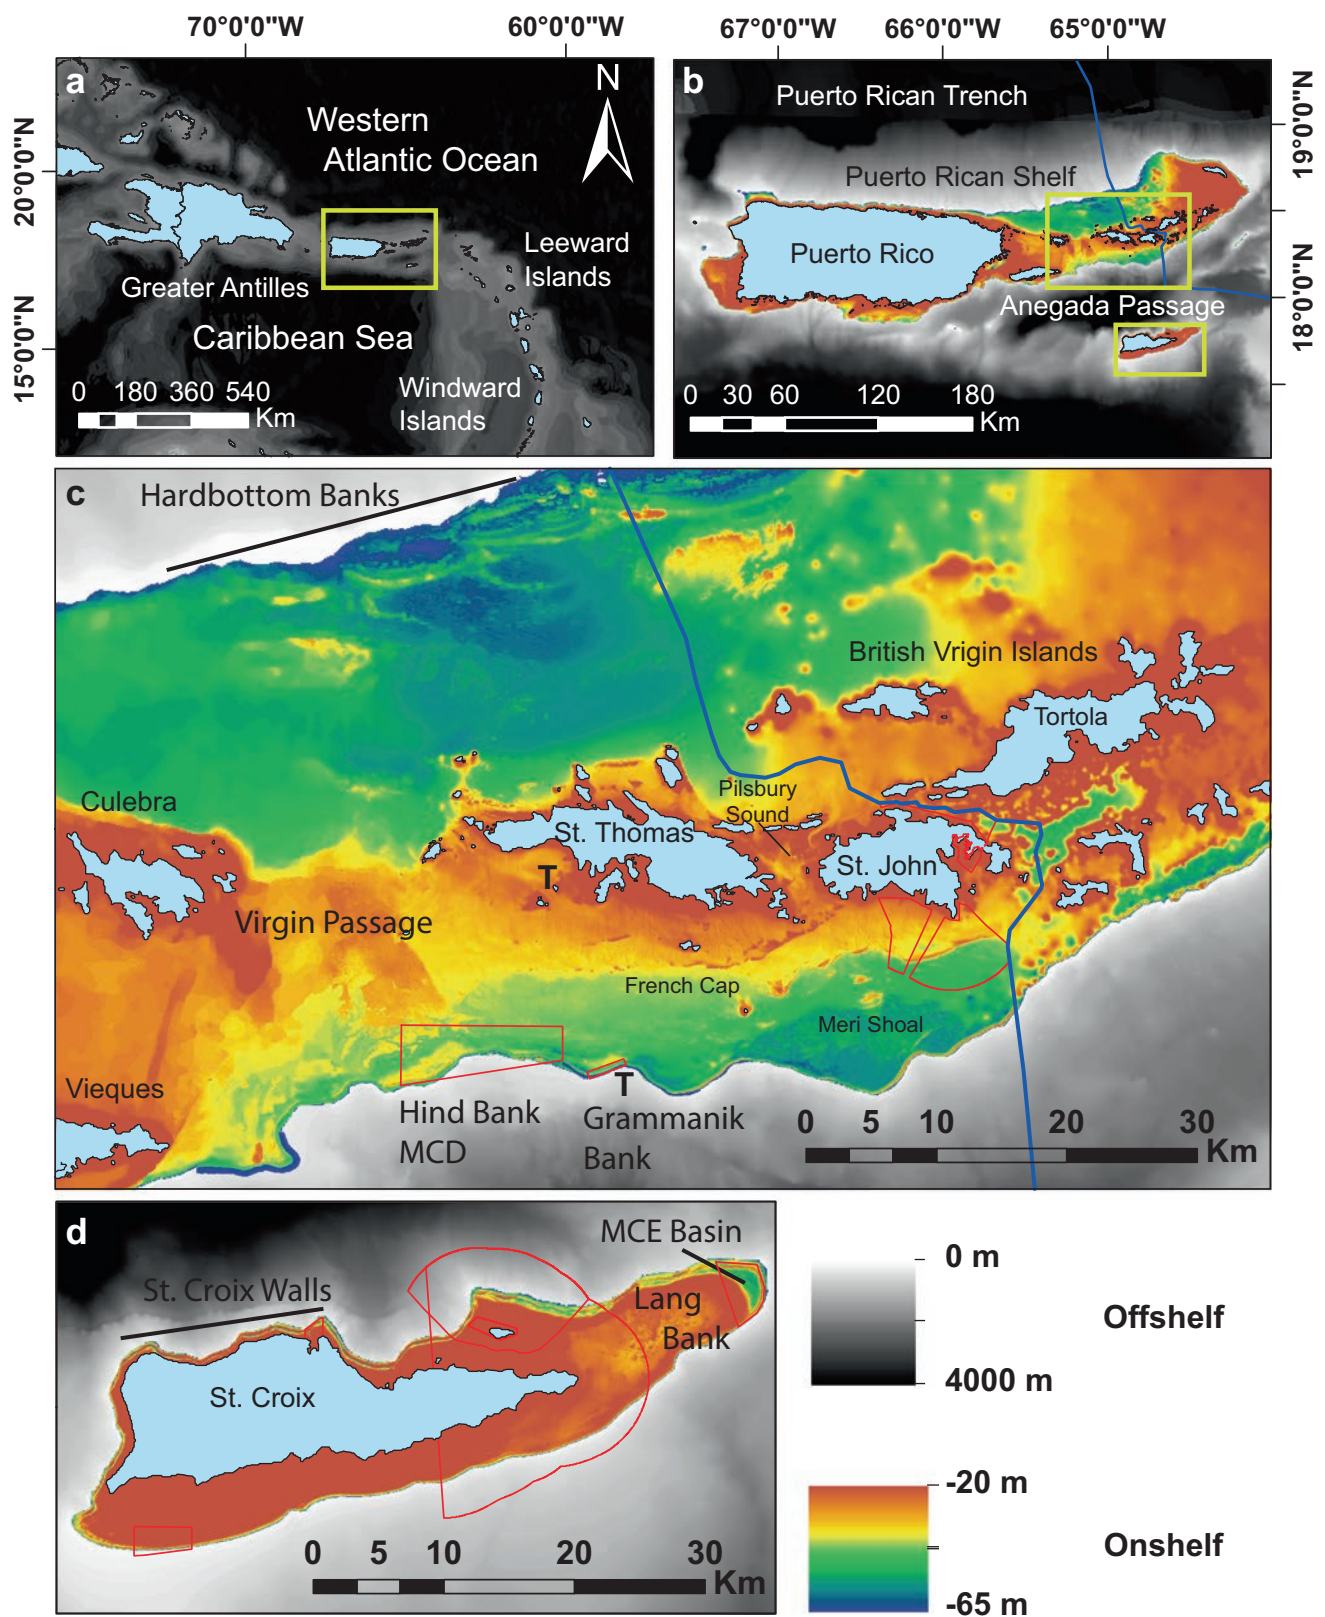 70°0'0"W
60°0'0"W
67°0'0"W
66°0'0"W
65°0'0"W
20°0'0"N
15°0'0"N
a
N
Western
Atlantic Ocean
Leeward
Islands
Greater Antilles
Caribbean Sea
Windward
Islands
0 180 360 540
Km
b
Puerto Rican Trench
Puerto Rican Shelf
Puerto Rico
Anegada Passage
0 30 60 120 180
Km
19°0'0"N
18°0'0"N
c
Hardbottom Banks
British Vrigin Islands
Tortola
Culebra
Pilsbury
Sound
St. Thomas
St. John
T
Virgin Passage
French Cap
Meri Shoal
Vieques
T
Hind Bank
MCD
Grammanik
Bank
0 5 10 20 30
Km
d
MCE Basin
St. Croix Walls
Lang
Bank
St. Croix
0 5 10 20 30
Km
0 m
Offshelf
4000 m
-20 m
Onshelf
-65 m